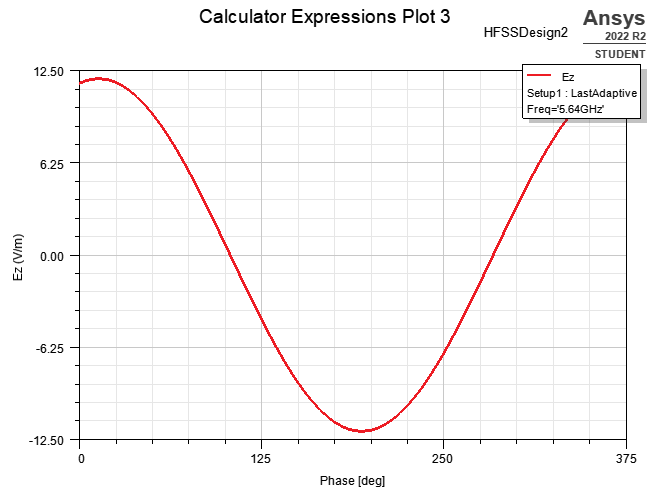 Calculator Expressions Plot 3
HFSSDesign2
Ansys
2022 R2
STUDENT
12.50
Ez
Setup1 : LastAdaptive
Freq='5.64GHz'
6.25
0.00
Ez (V/m)
-6.25
-12.50
0
125
250
375
Phase [deg]